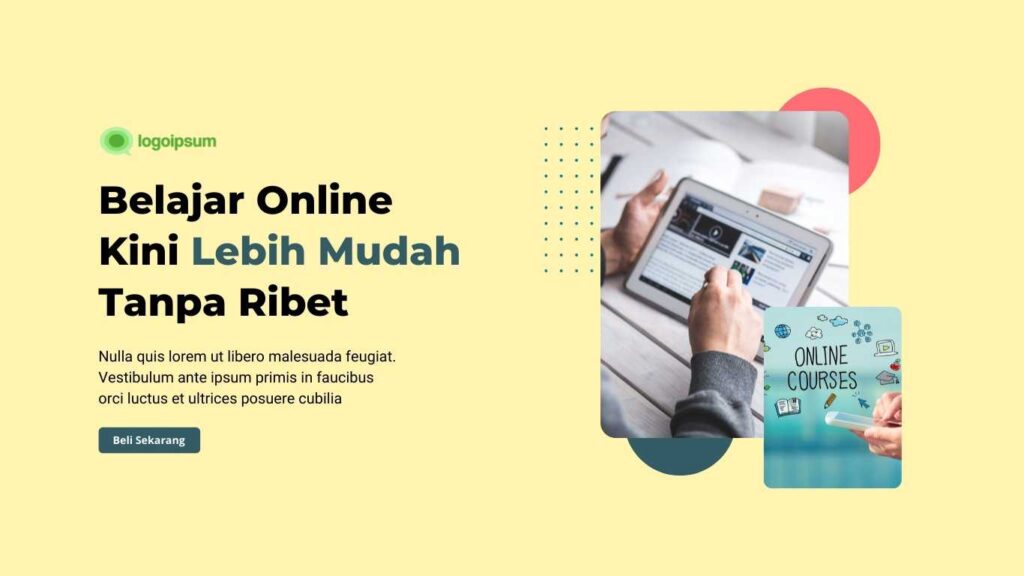 logoipsum
Belajar Online
Kini Lebih Mudah
Tanpa Ribet
Nulla quis lorem ut libero malesuada feugiat.
Vestibulum ante ipsum primis in faucibus
orci luctus et ultrices posuere cubilia
Beli Sekarang
ONLINE
COURSES